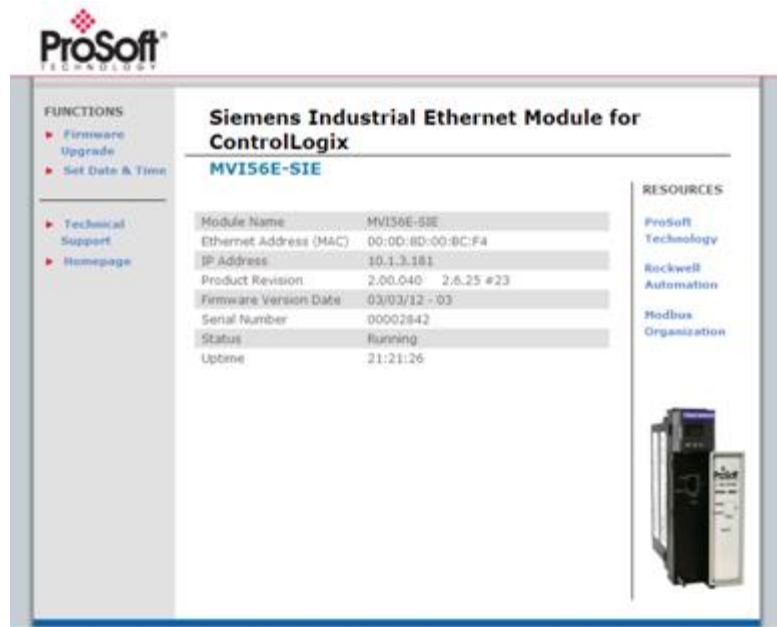 ProSoft®
TECHNOLOGY
FUNCTIONS
Firmware
Upgrade
Set Date & Time
Technical
Support
Homepage
Siemens Industrial Ethernet Module for
ControlLogix
MVI56E-SIE
Module Name MVI56E-SIE
Ethernet Address (MAC) 00:0D:8D:00:BC:F4
IP Address 10.1.3.181
Product Revision 2.00.040 2.6.25 #23
Firmware Version Date 03/03/12 - 03
Serial Number 00002842
Status Running
Uptime 21:21:26
RESOURCES
ProSoft
Technology
Rockwell
Automation
Modbus
Organization
ProSoft